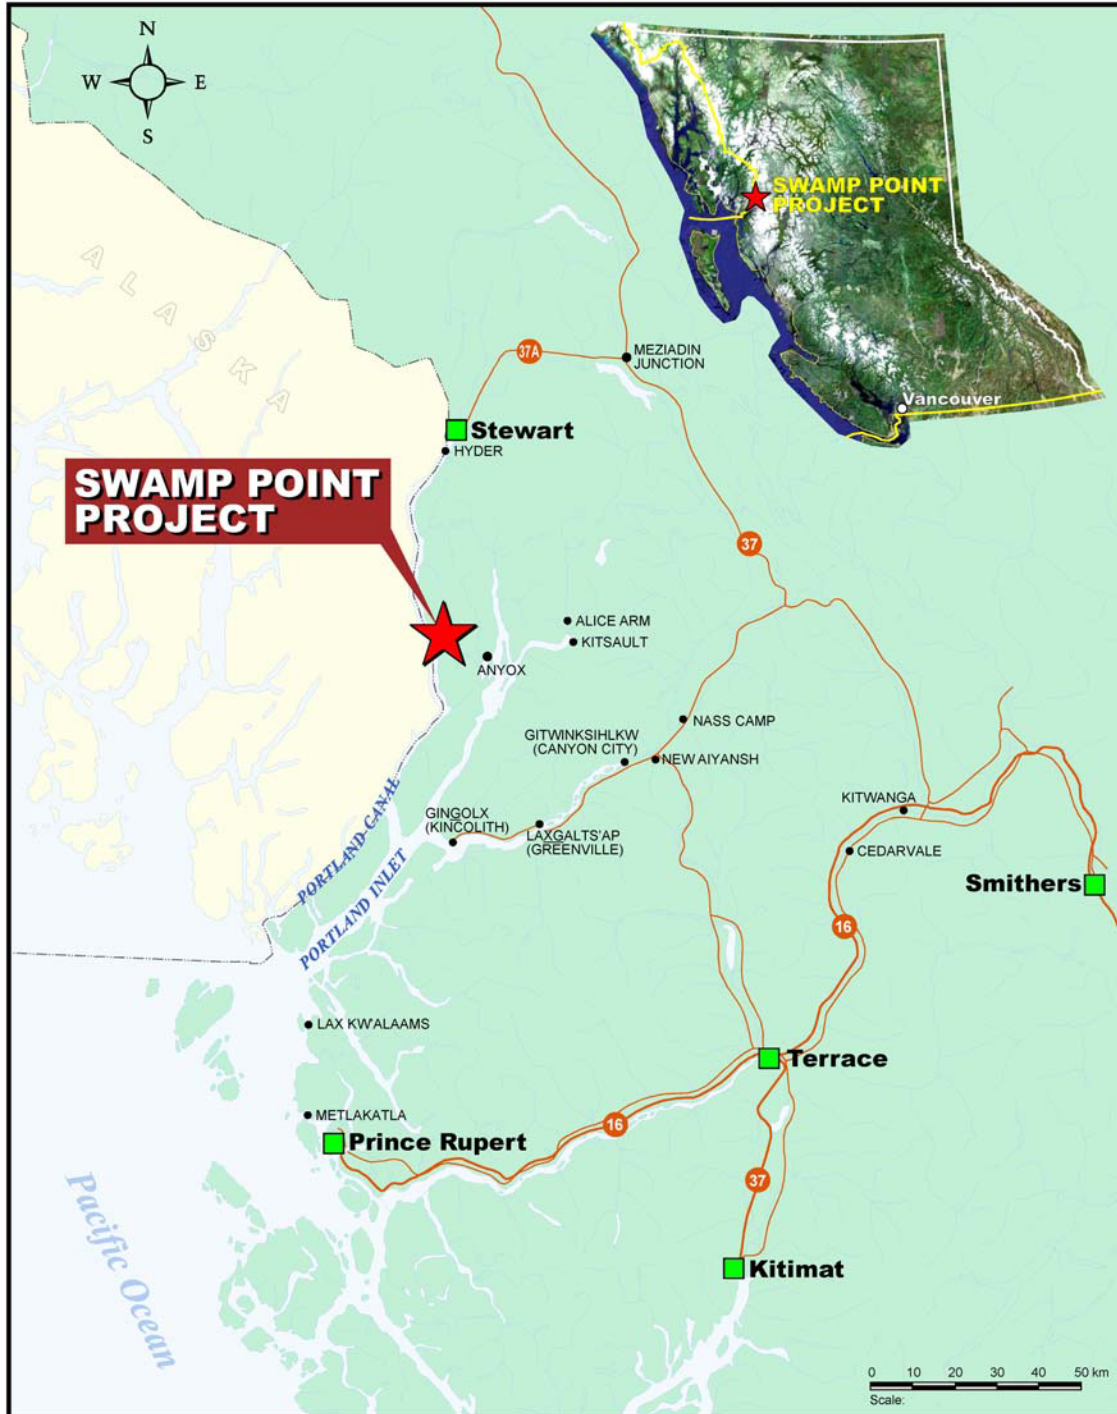 N
W E
S
SWAMP POINT
PROJECT
Vancouver
ALASKA
37A
MEZIADIN
JUNCTION
Stewart
HYDER
SWAMP POINT
PROJECT
37
ALICE ARM
KITSAULT
ANYOX
NASS CAMP
GITWINKSIHLKW
(CANYON CITY)
NEW AIYANSH
KITWANGA
GINGOLX
(KINCOLITH)
LAXGALTS'AP
(GREENVILLE)
CEDARVALE
PORTLAND CANAL
PORTLAND INLET
Smithers
16
LAX KW'ALAAMS
Terrace
METLAKATLA
16
Prince Rupert
37
Pacific Ocean
Kitimat
0 10 20 30 40 50 km
Scale: